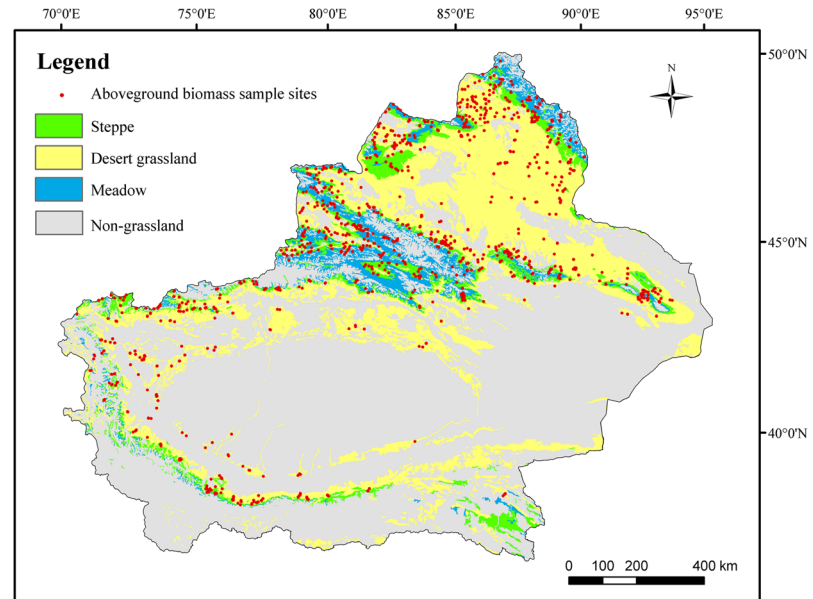 70°0'E 75°0'E 80°0'E 85°0'E 90°0'E 95°0'E
Legend
Aboveground biomass sample sites
Steppe
Desert grassland
Meadow
Non-grassland
N
50°0'N
45°0'N
40°0'N
0 100 200 400 km